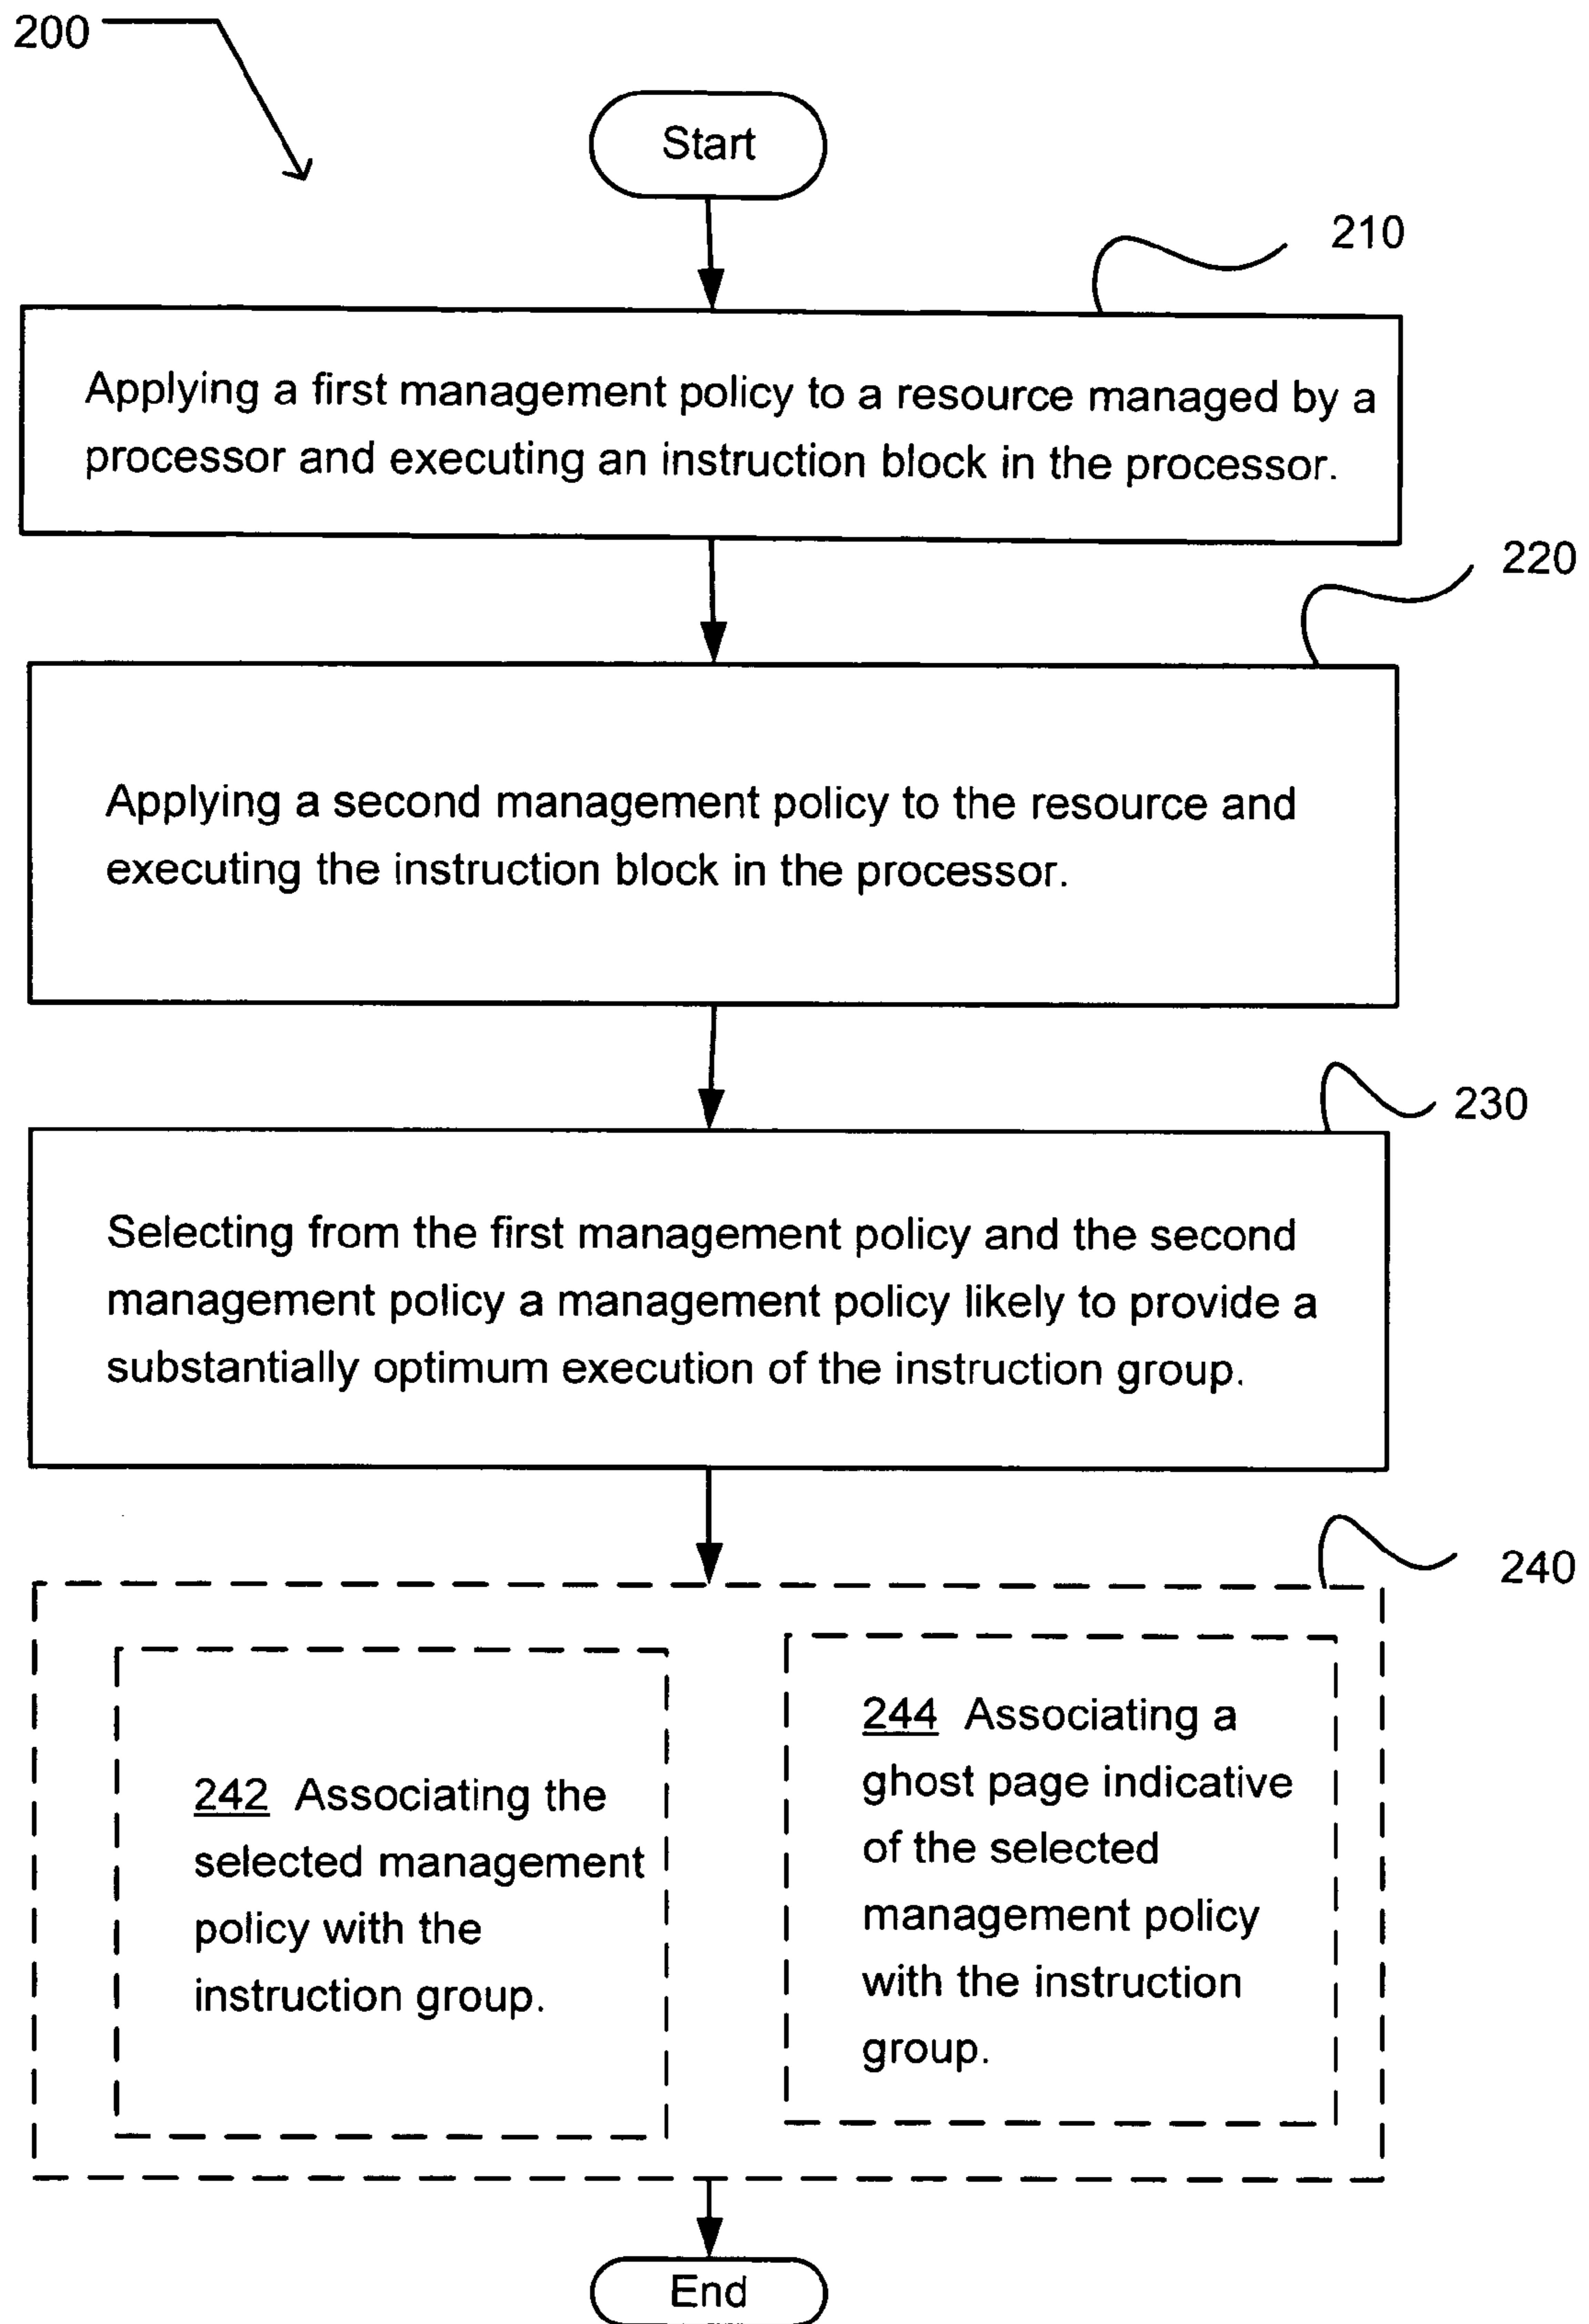 200
Start
210
Applying a first management policy to a resource managed by a
processor and executing an instruction block in the processor.
220
Applying a second management policy to the resource and
executing the instruction block in the processor.
230
Selecting from the first management policy and the second
management policy a management policy likely to provide a
substantially optimum execution of the instruction group.
240
242 Associating the
selected management
policy with the
instruction group.
244 Associating a
ghost page indicative
of the selected
management policy
with the instruction
group.
End